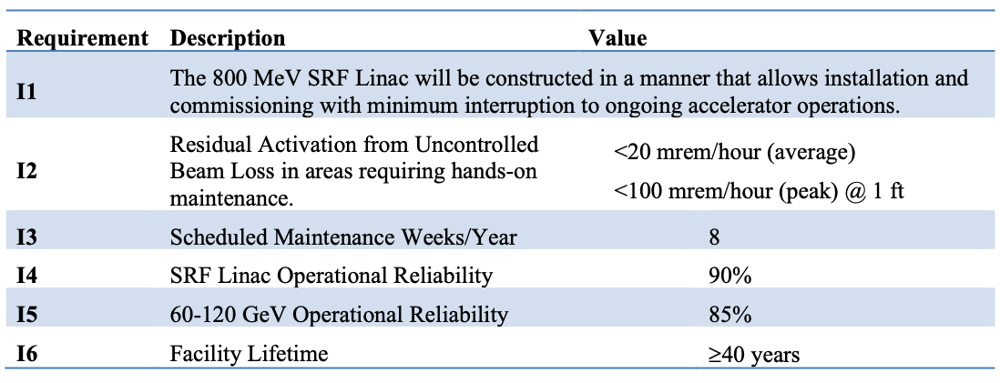 Requirement Description Value
I1 The 800 MeV SRF Linac will be constructed in a manner that allows installation and
commissioning with minimum interruption to ongoing accelerator operations.
I2 Residual Activation from Uncontrolled
Beam Loss in areas requiring hands-on
maintenance.
<20 mrem/hour (average)
<100 mrem/hour (peak) @ 1 ft
I3 Scheduled Maintenance Weeks/Year 8
I4 SRF Linac Operational Reliability 90%
I5 60-120 GeV Operational Reliability 85%
I6 Facility Lifetime ≥40 years